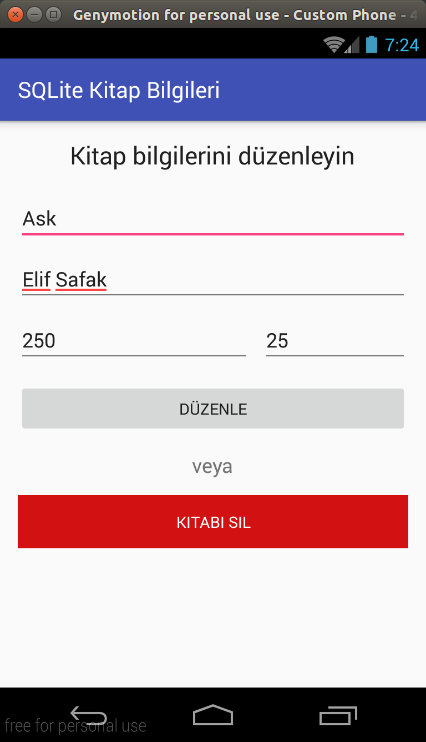 Genymotion for personal use - Custom Phone - 4
7:24
SQLite Kitap Bilgileri
Kitap bilgilerini düzenleyin
Ask
Elif Safak
250 25
DÜZENLE
veya
KITABI SIL
free for personal use